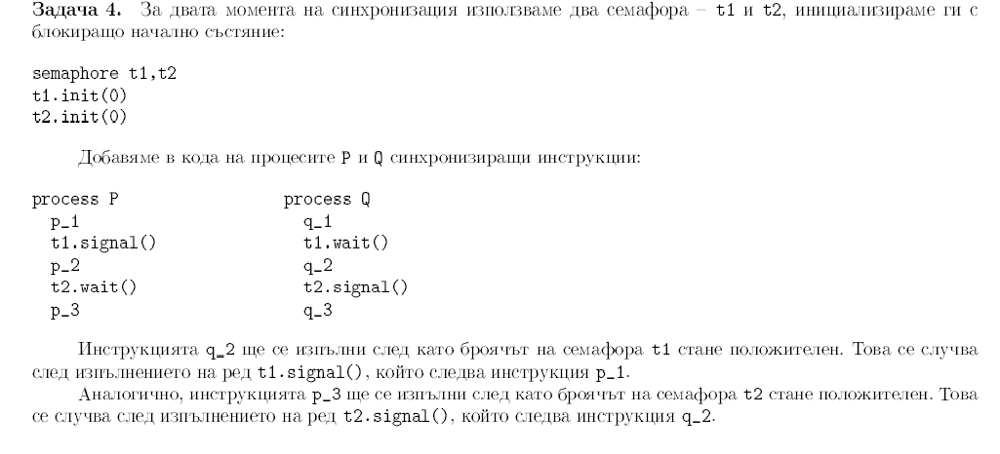 Задача 4. За двата момента на синхронизация използваме два семафора – t1 и t2, инициализираме ги с
блокиращо начално състяние:
semaphore t1,t2
t1.init(0)
t2.init(0)
Добавяме в кода на процесите P и Q синхронизиращи инструкции:
process P process Q
p_1 q_1
t1.signal() t1.wait()
p_2 q_2
t2.wait() t2.signal()
p_3 q_3
Инструкцията q_2 ще се изпълни след като броячът на семафора t1 стане положителен. Това се случва
след изпълнението на ред t1.signal(), който следва инструкция p_1.
Аналогично, инструкцията p_3 ще се изпълни след като броячът на семафора t2 стане положителен. Това
се случва след изпълнението на ред t2.signal(), който следва инструкция q_2.